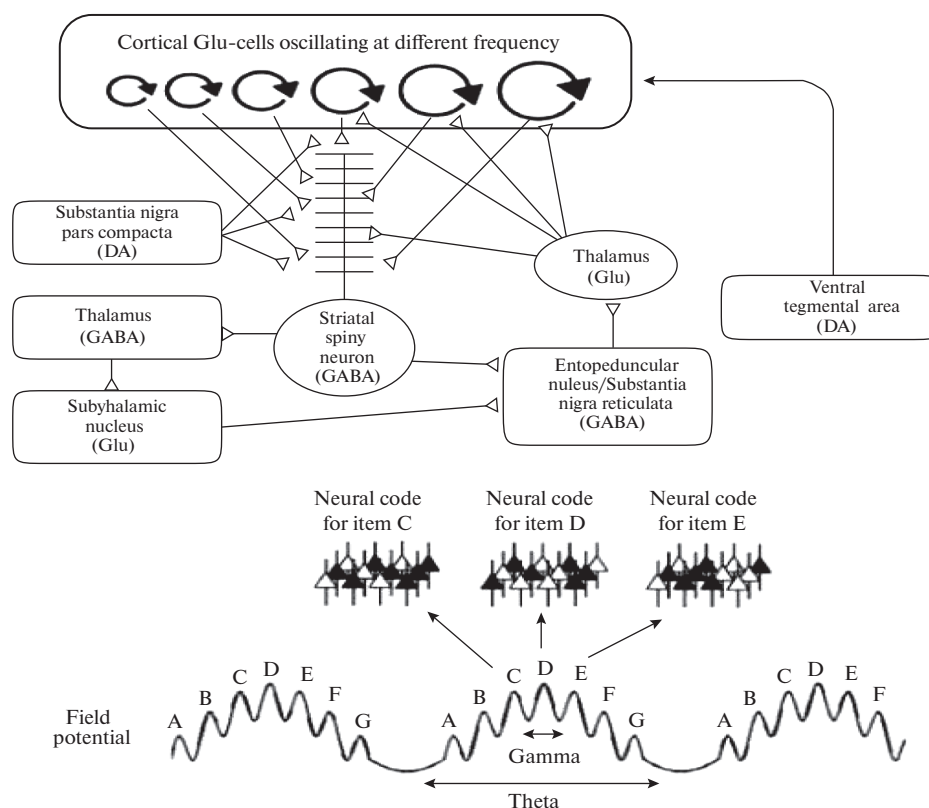 Cortical Glu-cells oscillating at different frequency
Substantia nigra
pars compacta
(DA)
Thalamus
(Glu)
Ventral
tegmental area
(DA)
Thalamus
(GABA)
Striatal
spiny
neuron
(GABA)
Entopeduncular
nuleus/Substantia
nigra reticulata
(GABA)
Subyhalamic
nucleus
(Glu)
Neural code
for item C
Neural code
for item D
Neural code
for item E
Field
potential
A B C D E F G
A B C D E F G
A B C D E F
Gamma
Theta